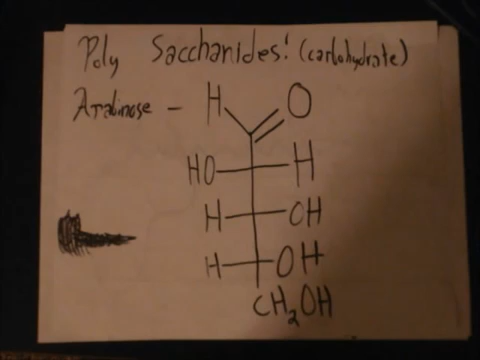 Poly Saccharides! (carbohydrate)
Arabinose -
H O
HO H
H OH
H OH
CH₂OH